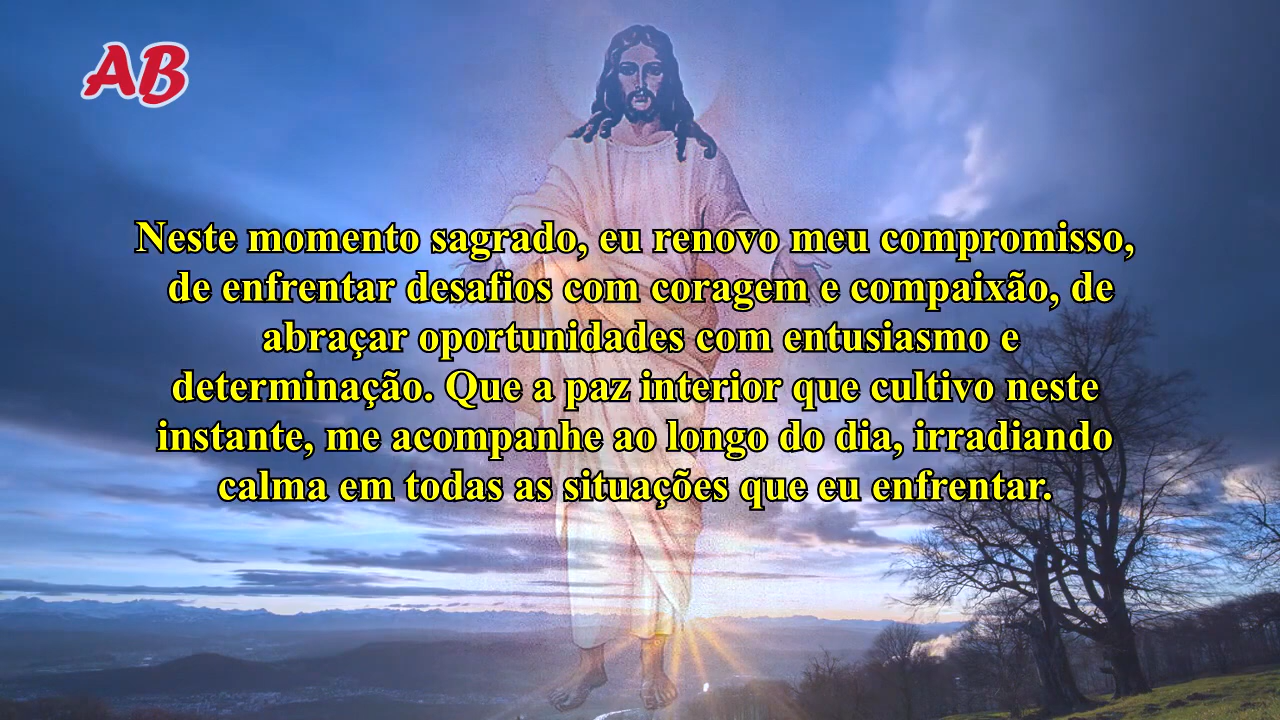 AB
Neste momento sagrado, eu renovo meu compromisso,
de enfrentar desafios com coragem e compaixão, de
abraçar oportunidades com entusiasmo e
determinação. Que a paz interior que cultivo neste
instante, me acompanhe ao longo do dia, irradiando
calma em todas as situações que eu enfrentar.